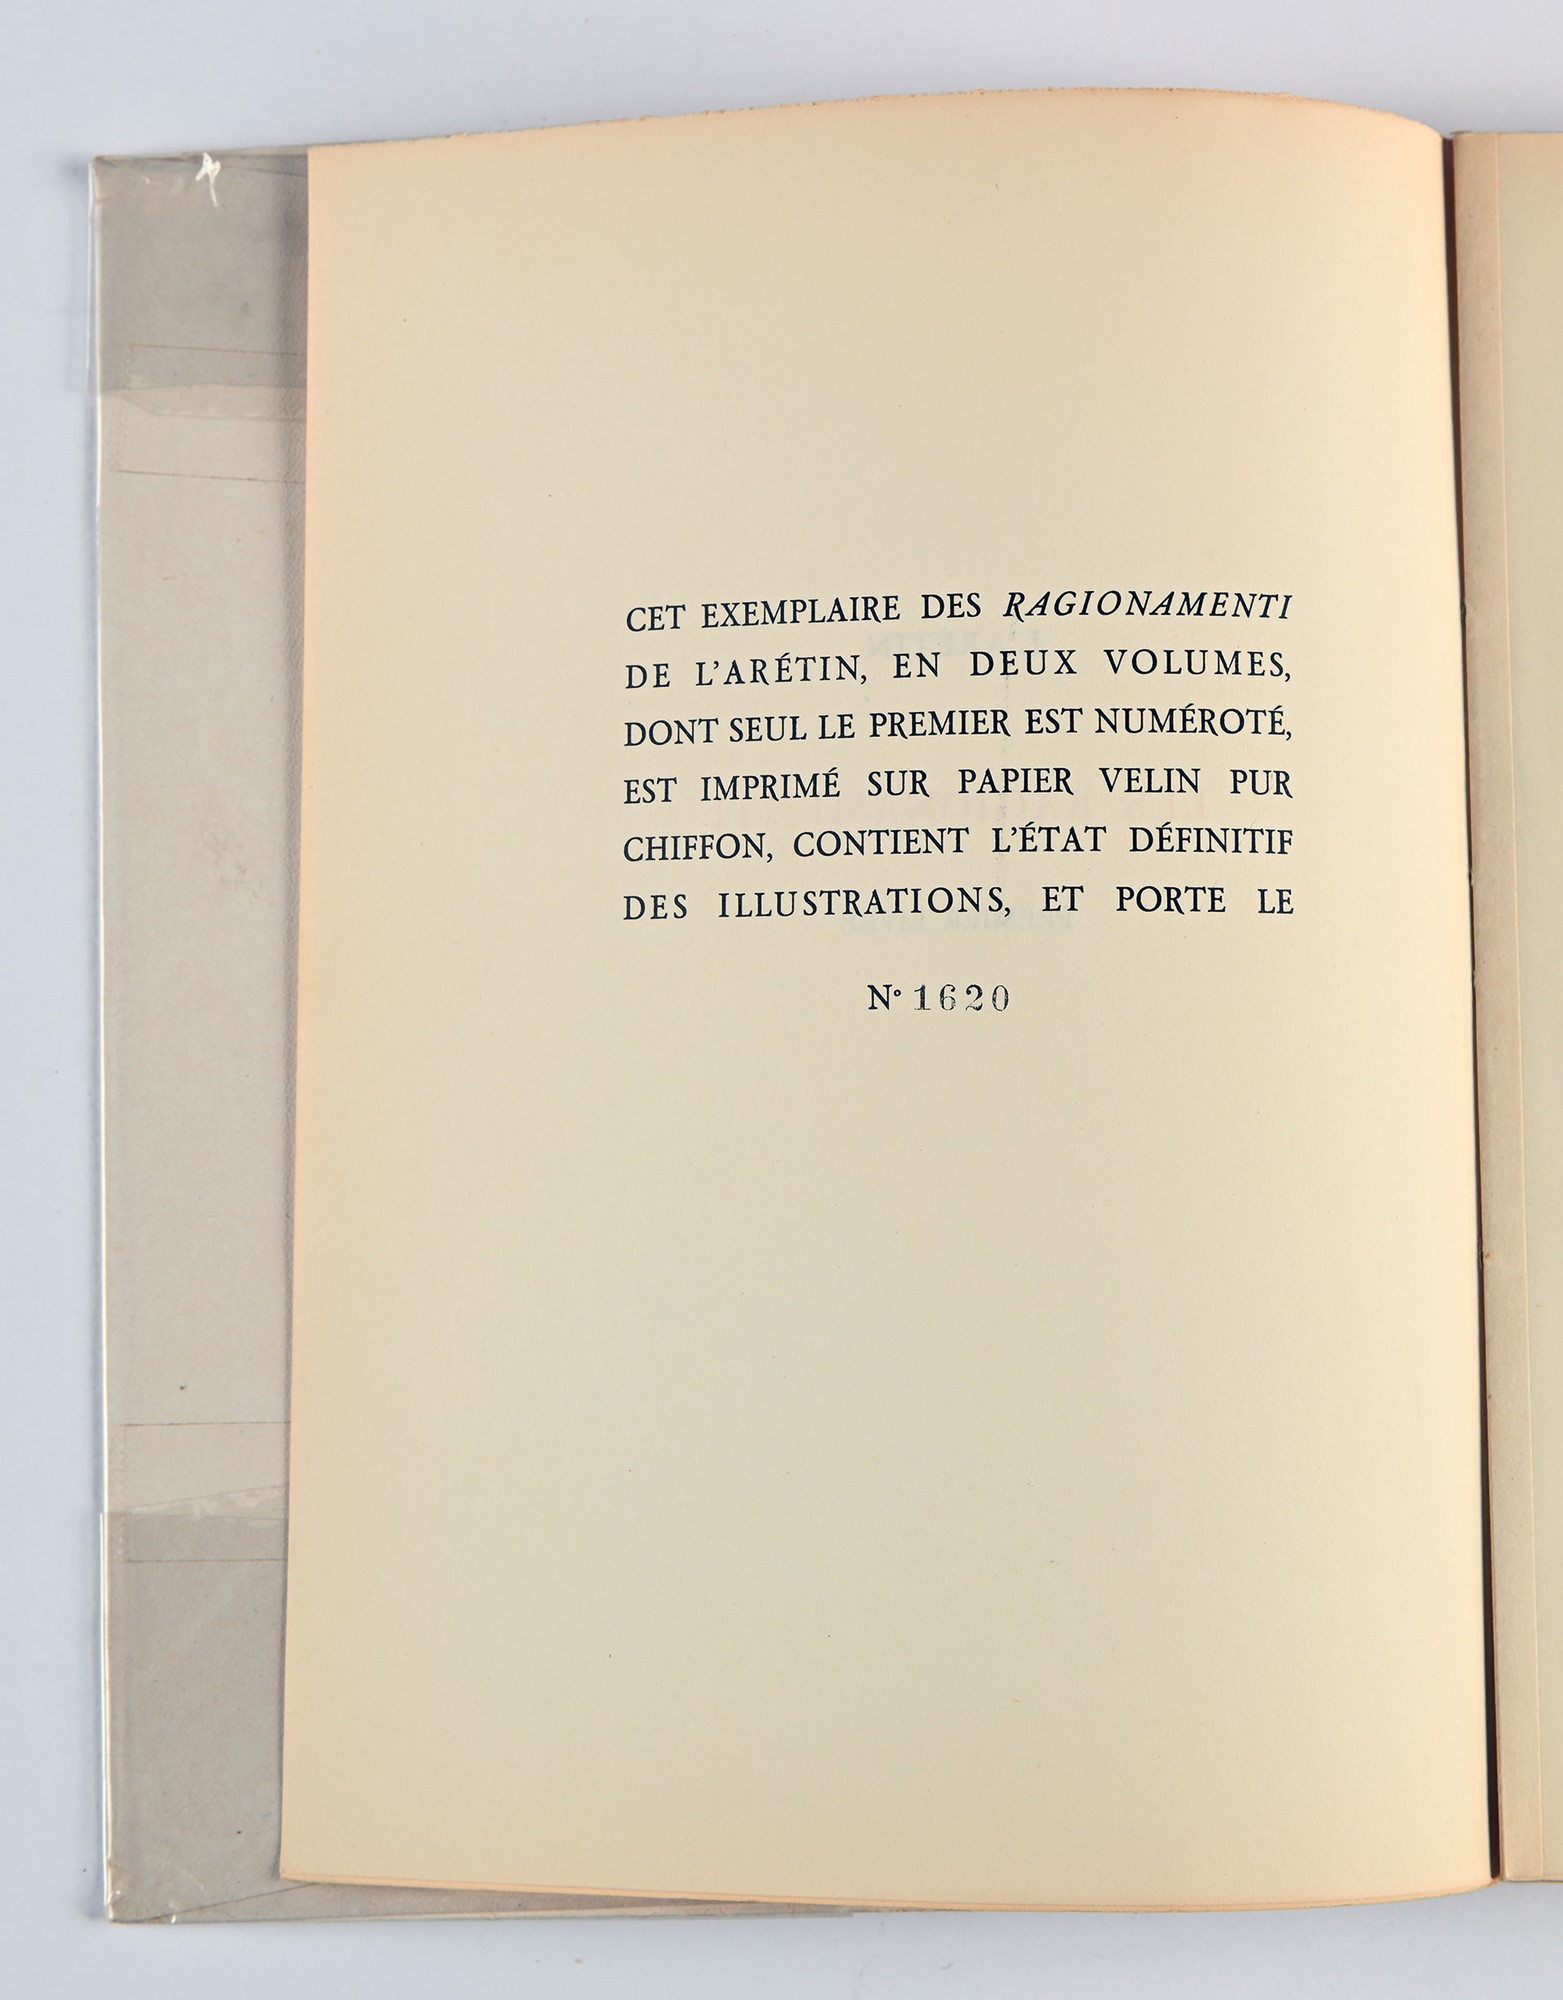 CET EXEMPLAIRE DES RAGIONAMENTI
DE L'ARÉTIN, EN DEUX VOLUMES,
DONT SEUL LE PREMIER EST NUMÉROTÉ,
EST IMPRIMÉ SUR PAPIER VELIN PUR
CHIFFON, CONTIENT L'ÉTAT DÉFINITIF
DES ILLUSTRATIONS, ET PORTE LE
N° 1620